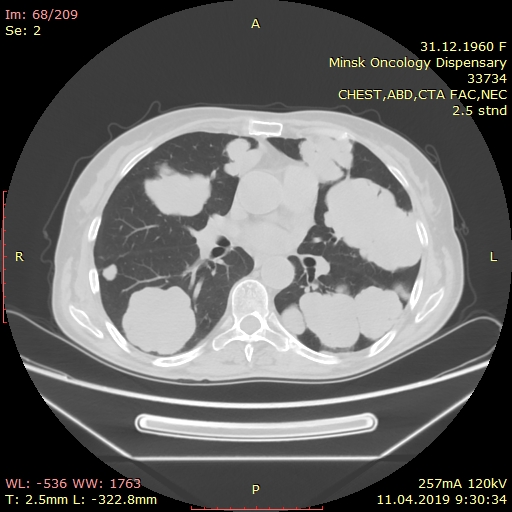 Im: 68/209
Se: 2
A
31.12.1960 F
Minsk Oncology Dispensary
33734
CHEST,ABD,CTA FAC,NEC
2.5 stnd
R
L
WL: -536 WW: 1763
T: 2.5mm L: -322.8mm
P
257mA 120kV
11.04.2019 9:30:34